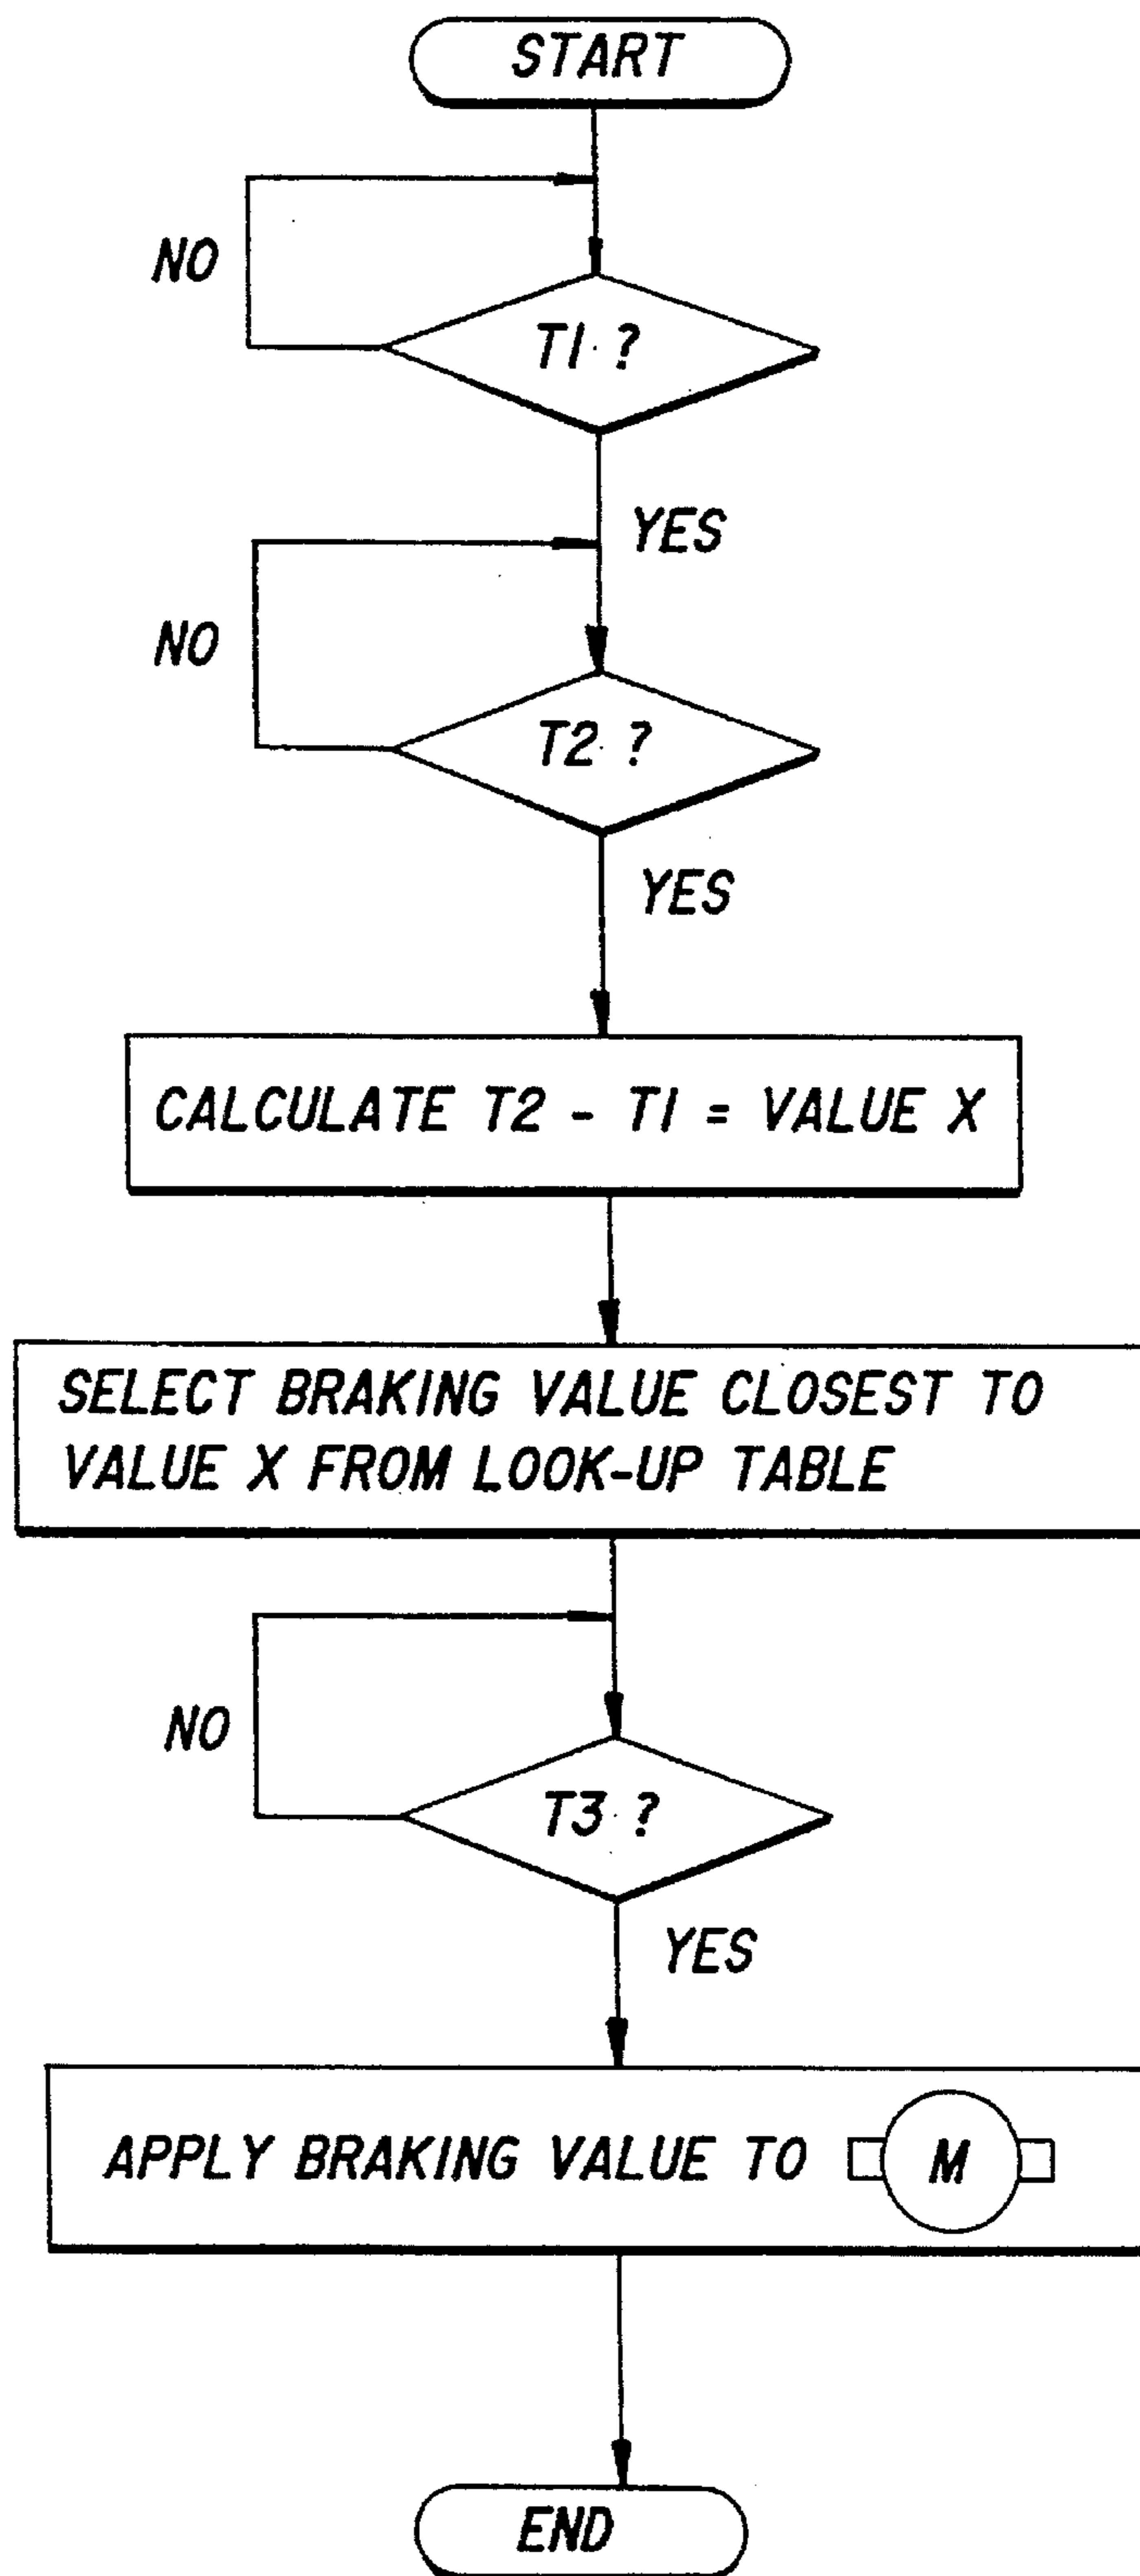 START
NO
T1 ?
YES
NO
T2 ?
YES
CALCULATE T2 - T1 = VALUE X
SELECT BRAKING VALUE CLOSEST TO
VALUE X FROM LOOK-UP TABLE
NO
T3 ?
YES
APPLY BRAKING VALUE TO M
END